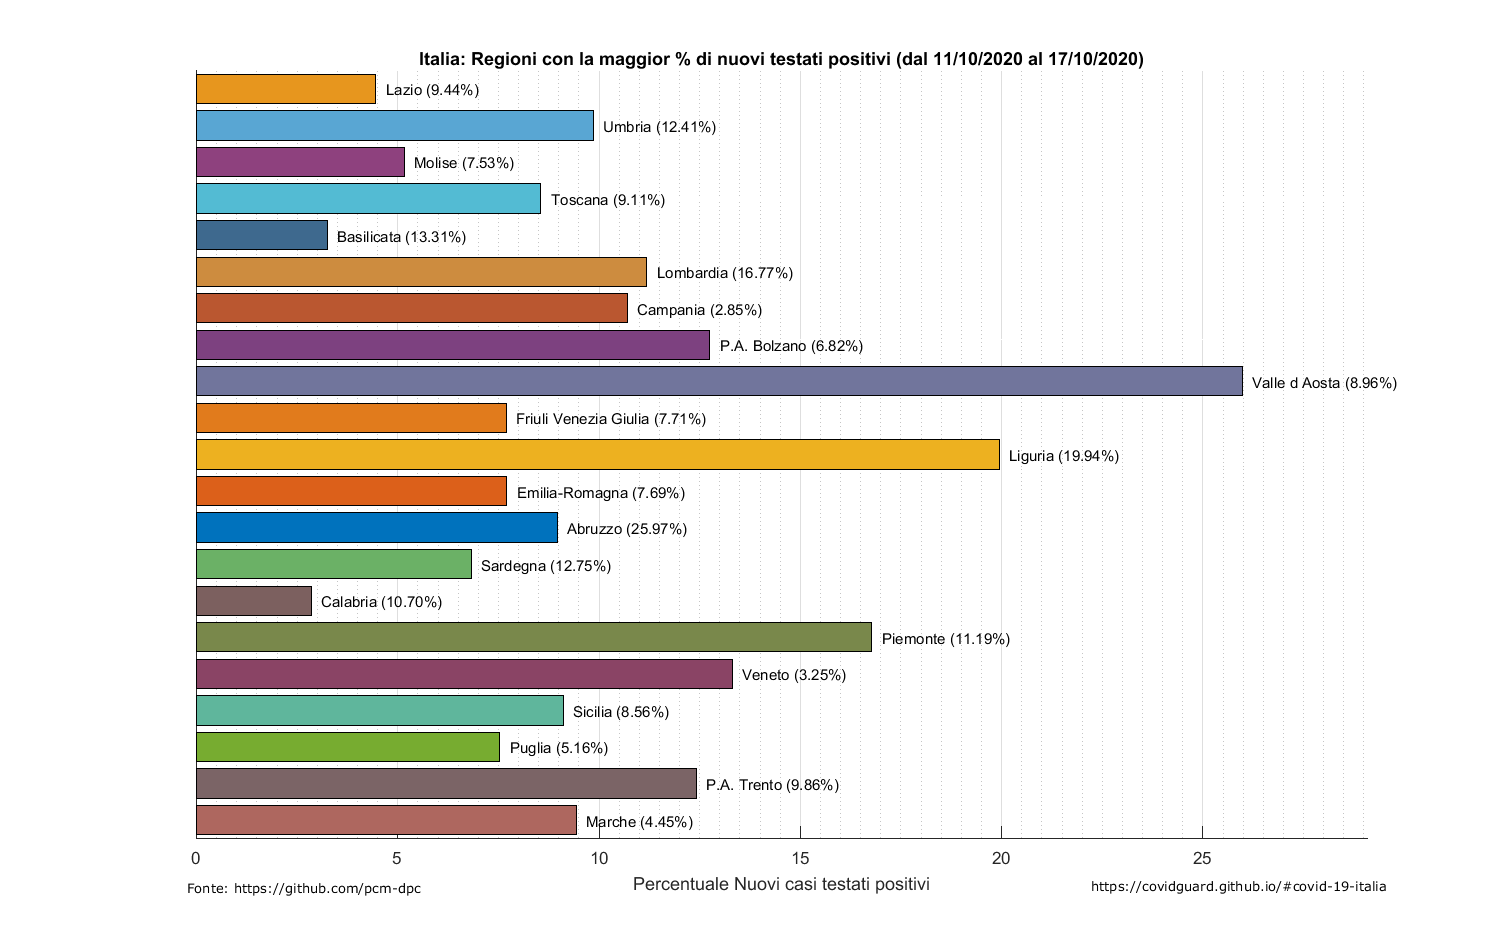 Italia: Regioni con la maggior % di nuovi testati positivi (dal 11/10/2020 al 17/10/2020)
Lazio (9.44%)
Umbria (12.41%)
Molise (7.53%)
Toscana (9.11%)
Basilicata (13.31%)
Lombardia (16.77%)
Campania (2.85%)
P.A. Bolzano (6.82%)
Valle d Aosta (8.96%)
Friuli Venezia Giulia (7.71%)
Liguria (19.94%)
Emilia-Romagna (7.69%)
Abruzzo (25.97%)
Sardegna (12.75%)
Calabria (10.70%)
Piemonte (11.19%)
Veneto (3.25%)
Sicilia (8.56%)
Puglia (5.16%)
P.A. Trento (9.86%)
Marche (4.45%)
0 5 10 15 20 25
Percentuale Nuovi casi testati positivi
Fonte: https://github.com/pcm-dpc
https://covidguard.github.io/#covid-19-italia